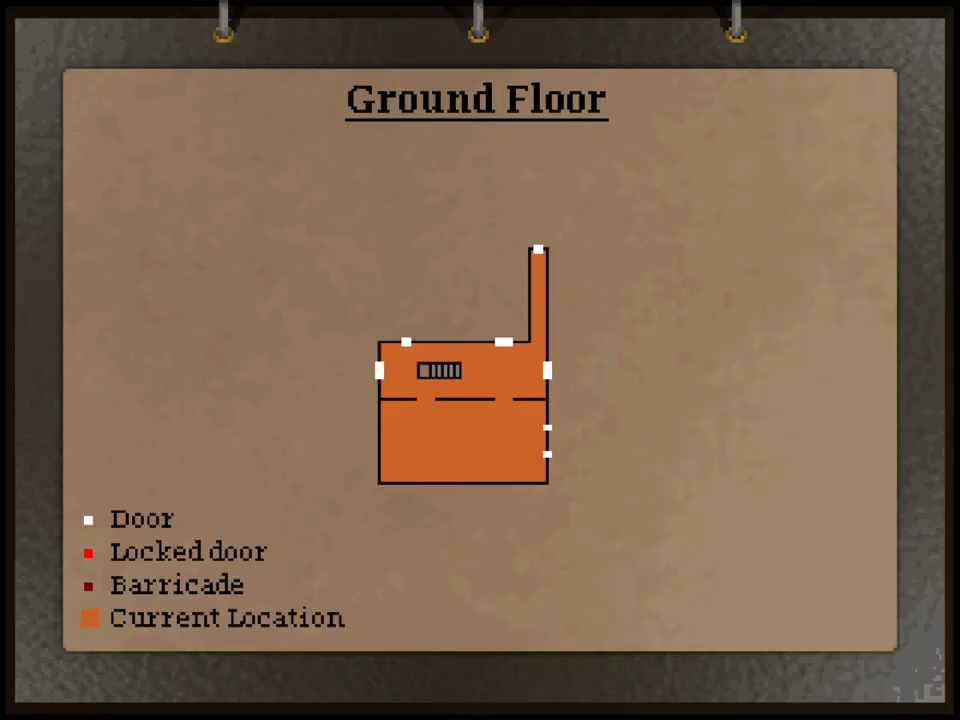 Ground Floor
Door
Locked door
Barricade
Current Location